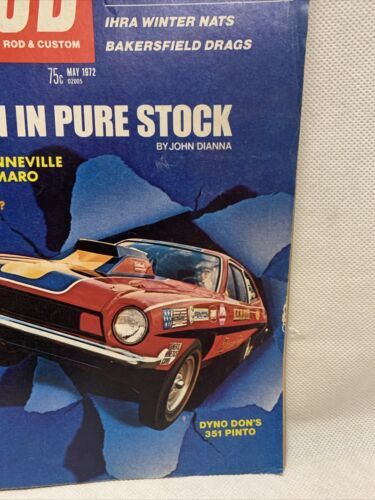 OD
ROD & CUSTOM
75c MAY 1972
02005
IHRA WINTER NATS
BAKERSFIELD DRAGS
N IN PURE STOCK
BY JOHN DIANNA
NNEVILLE
MARO
?
DYNO DON'S
351 PINTO